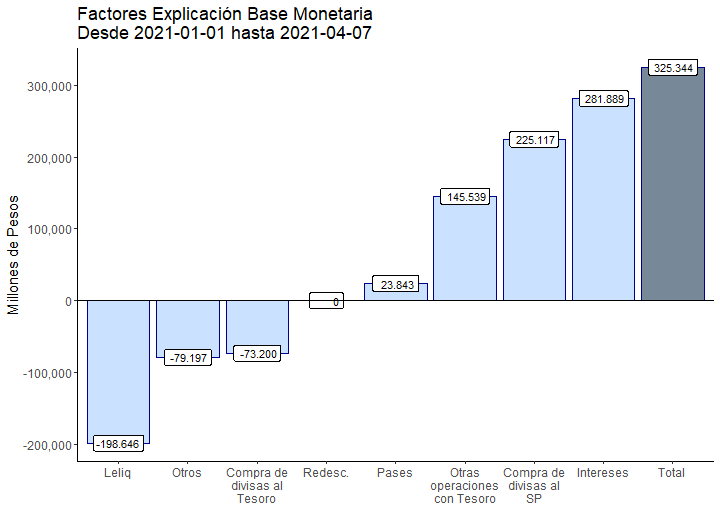 Factores Explicación Base Monetaria
Desde 2021-01-01 hasta 2021-04-07
Millones de Pesos
300,000
200,000
100,000
0
-100,000
-200,000
-198.646
-79.197
-73.200
0
23.843
145.539
225.117
281.889
325.344
Leliq
Otros
Compra de
divisas al
Tesoro
Redesc.
Pases
Otras
operaciones
con Tesoro
Compra de
divisas al
SP
Intereses
Total